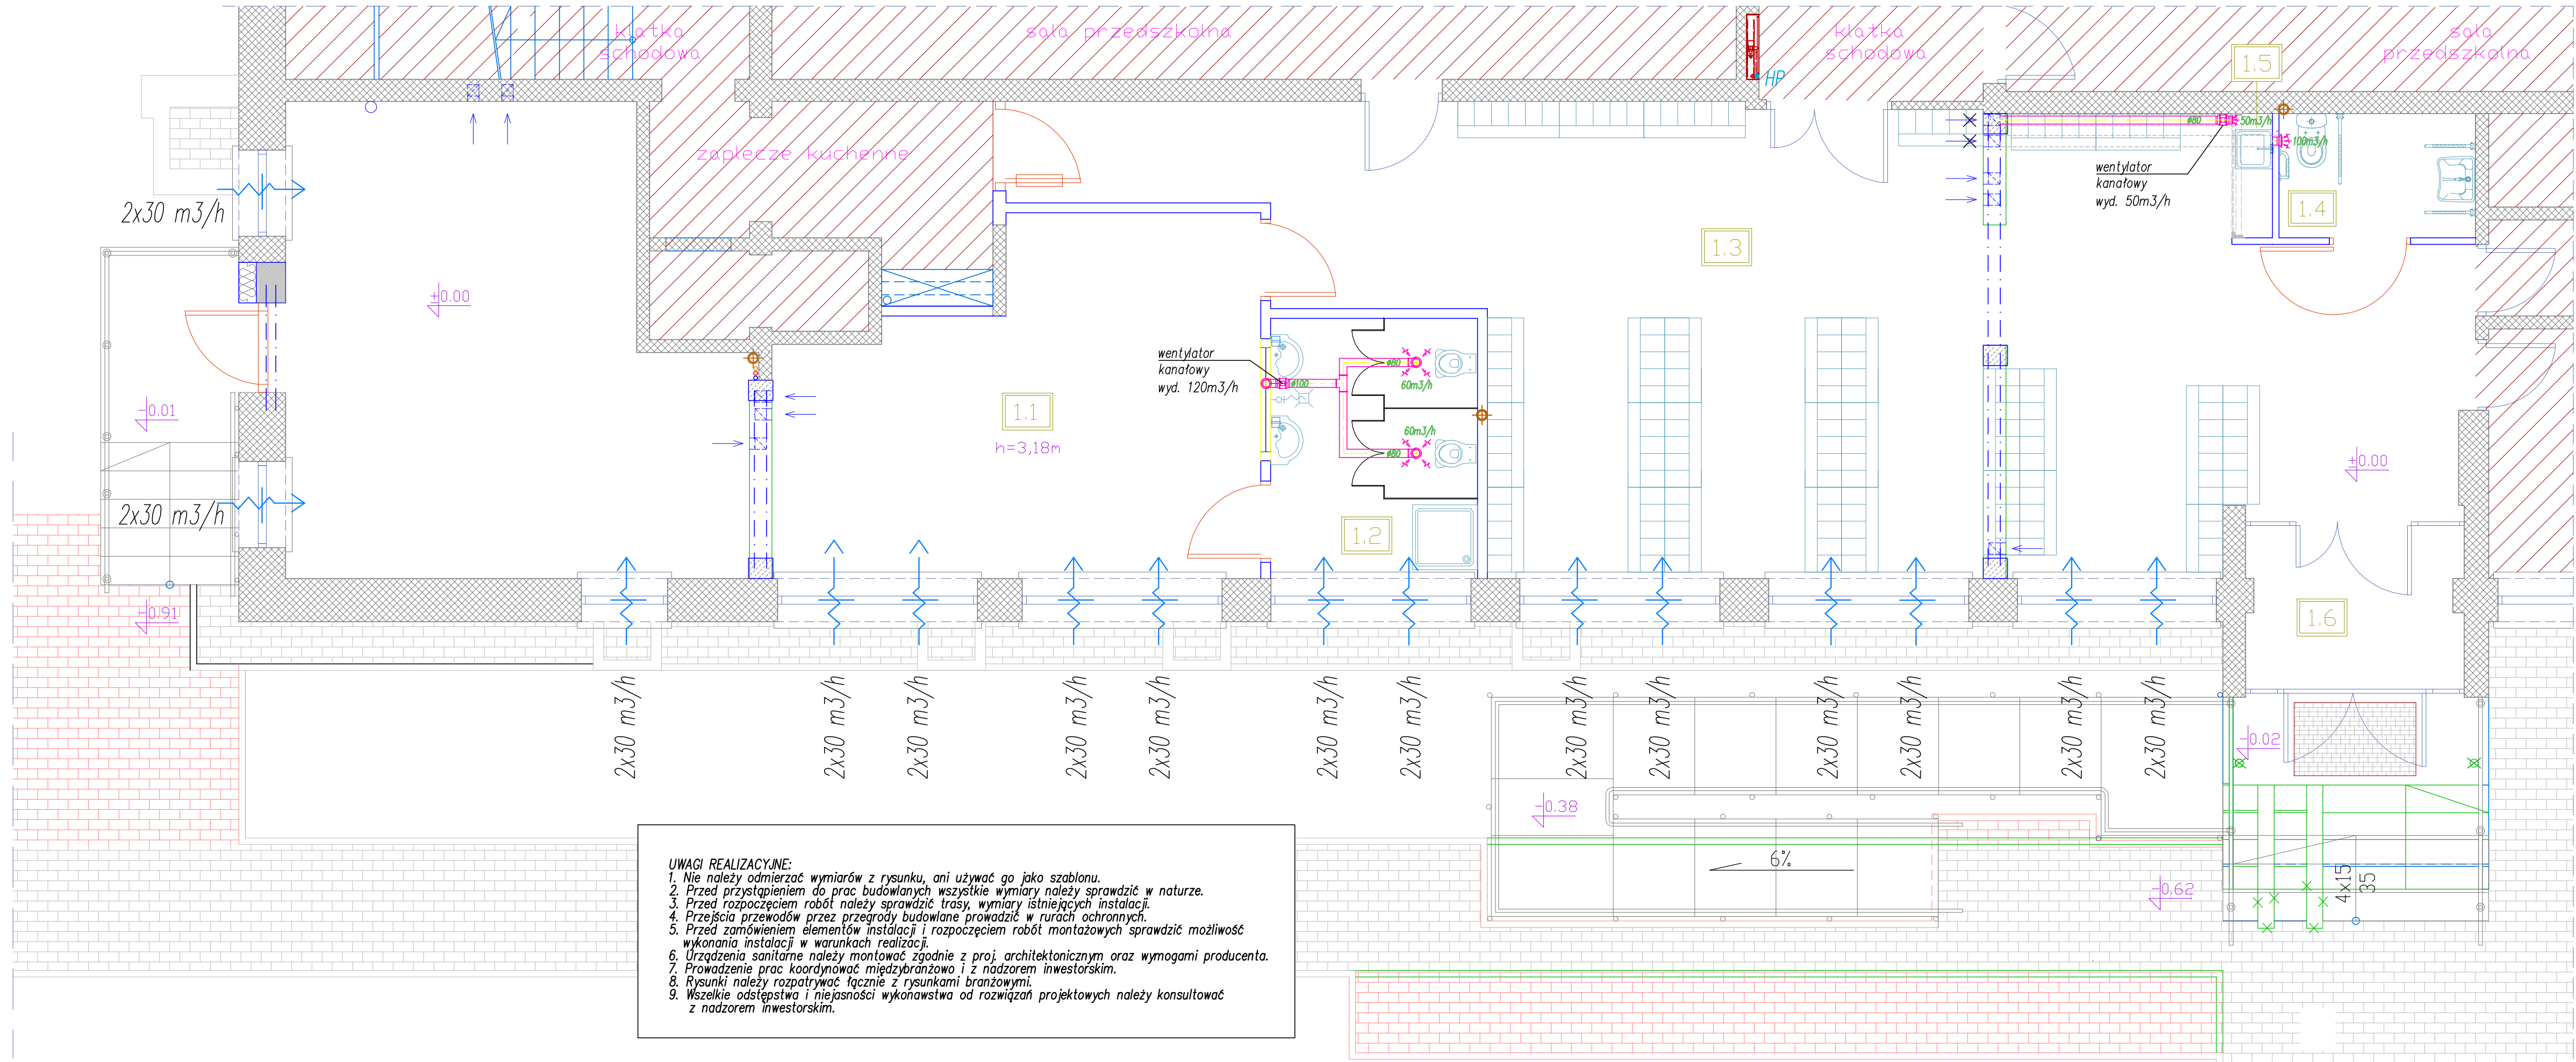 klatka
schodowa
sala przedszkolna
klatka
schodowa
sala
przedszkolna
HP
1.5
zaplecze kuchenne
ø80
50m3/h
100m3/h
wentylator
kanałowy
wyd. 50m3/h
1.4
2x30 m3/h
1.3
±0.00
wentylator
kanałowy
wyd. 120m3/h
ø100
ø80
60m3/h
60m3/h
ø80
-0.01
1.1
h=3,18m
±0.00
2x30 m3/h
1.2
-0.91
1.6
2x30 m3/h
2x30 m3/h
2x30 m3/h
2x30 m3/h
2x30 m3/h
2x30 m3/h
2x30 m3/h
2x30 m3/h
2x30 m3/h
2x30 m3/h
2x30 m3/h
2x30 m3/h
2x30 m3/h
-0.02
-0.38
6%
-0.62
4x15
35
UWAGI REALIZACYJNE:
1. Nie należy odmierzać wymiarów z rysunku, ani używać go jako szablonu.
2. Przed przystąpieniem do prac budowlanych wszystkie wymiary należy sprawdzić w naturze.
3. Przed rozpoczęciem robót należy sprawdzić trasy, wymiary istniejących instalacji.
4. Przejścia przewodów przez przegrody budowlane prowadzić w rurach ochronnych.
5. Przed zamówieniem elementów instalacji i rozpoczęciem robót montażowych sprawdzić możliwość
wykonania instalacji w warunkach realizacji.
6. Urządzenia sanitarne należy montować zgodnie z proj. architektonicznym oraz wymogami producenta.
7. Prowadzenie prac koordynować międzybranżowo i z nadzorem inwestorskim.
8. Rysunki należy rozpatrywać łącznie z rysunkami branżowymi.
9. Wszelkie odstępstwa i niejasności wykonawstwa od rozwiązań projektowych należy konsultować
z nadzorem inwestorskim.